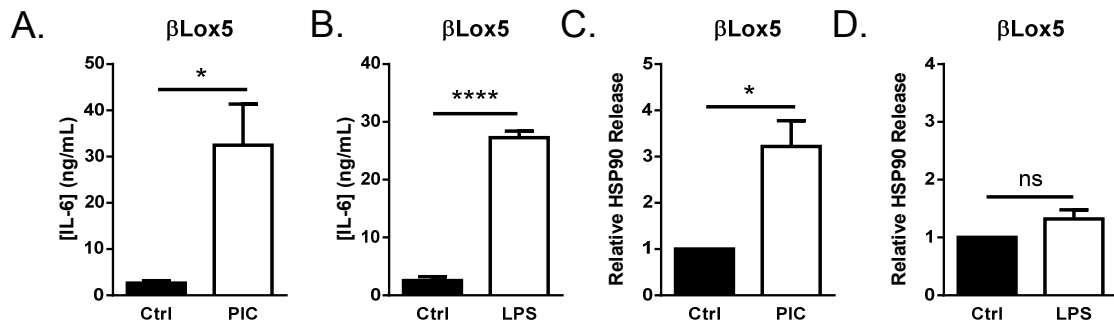 A.
βLox5
[IL-6] (ng/mL)
50
40
30
20
10
0
*
Ctrl PIC
B.
βLox5
[IL-6] (ng/mL)
40
30
20
10
0
****
Ctrl LPS
C.
βLox5
Relative HSP90 Release
5
4
3
2
1
0
*
Ctrl PIC
D.
βLox5
Relative HSP90 Release
4
3
2
1
0
ns
Ctrl LPS